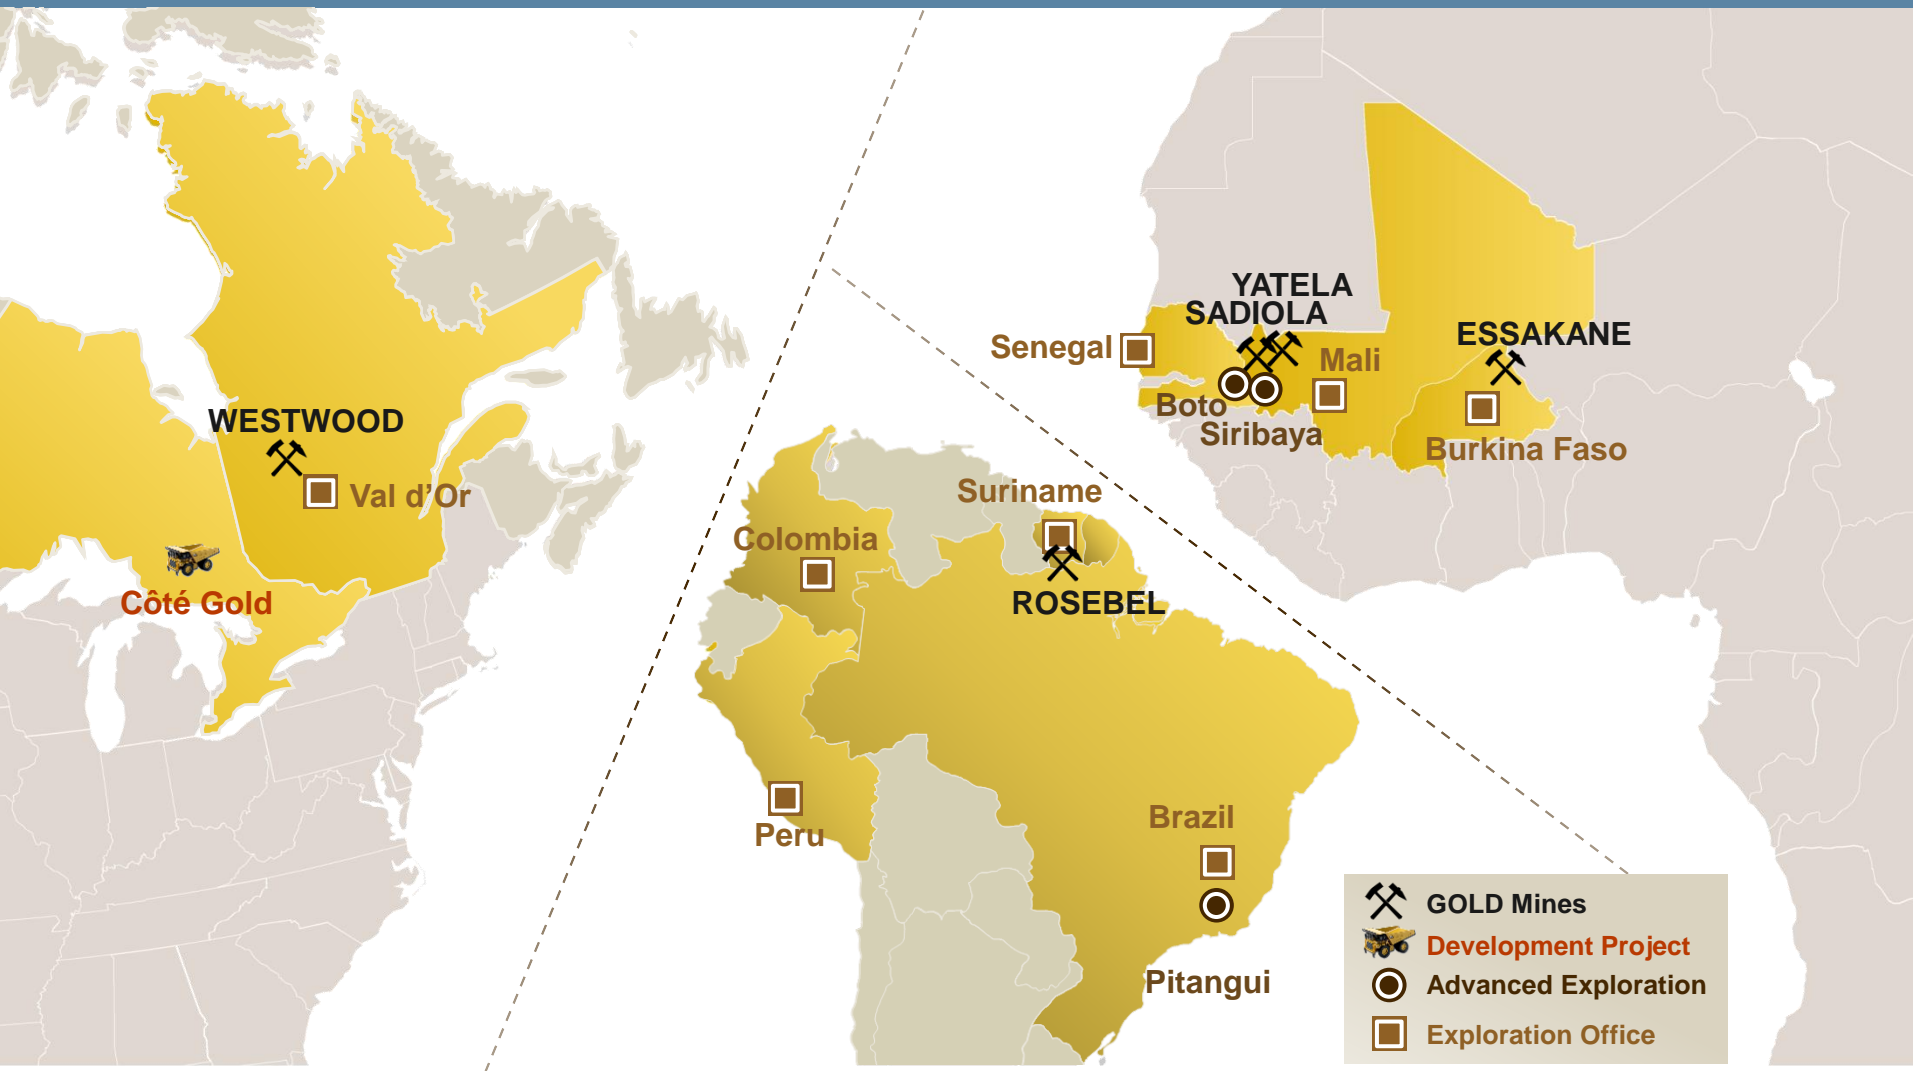 WESTWOOD
Val d’Or
Côté Gold
YATELA
SADIOLA
ESSAKANE
Senegal
Mali
Boto
Siribaya
Burkina Faso
Suriname
Colombia
ROSEBEL
Peru
Brazil
Pitangui
GOLD Mines
Development Project
Advanced Exploration
Exploration Office